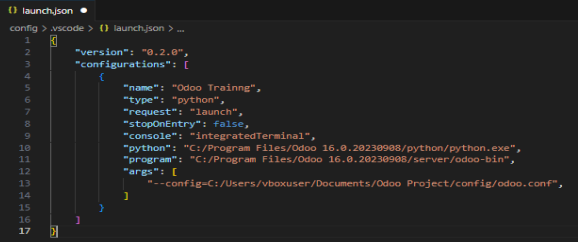 launch.json
config > .vscode > launch.json > ...
1 {
2 "version": "0.2.0",
3 "configurations": [
4 {
5 "name": "Odoo Trainng",
6 "type": "python",
7 "request": "launch",
8 "stopOnEntry": false,
9 "console": "integratedTerminal",
10 "python": "C:/Program Files/Odoo 16.0.20230908/python/python.exe",
11 "program": "C:/Program Files/Odoo 16.0.20230908/server/odoo-bin",
12 "args": [
13 "--config=C:/Users/vboxuser/Documents/Odoo Project/config/odoo.conf",
14 ]
15 }
16 ]
17 }